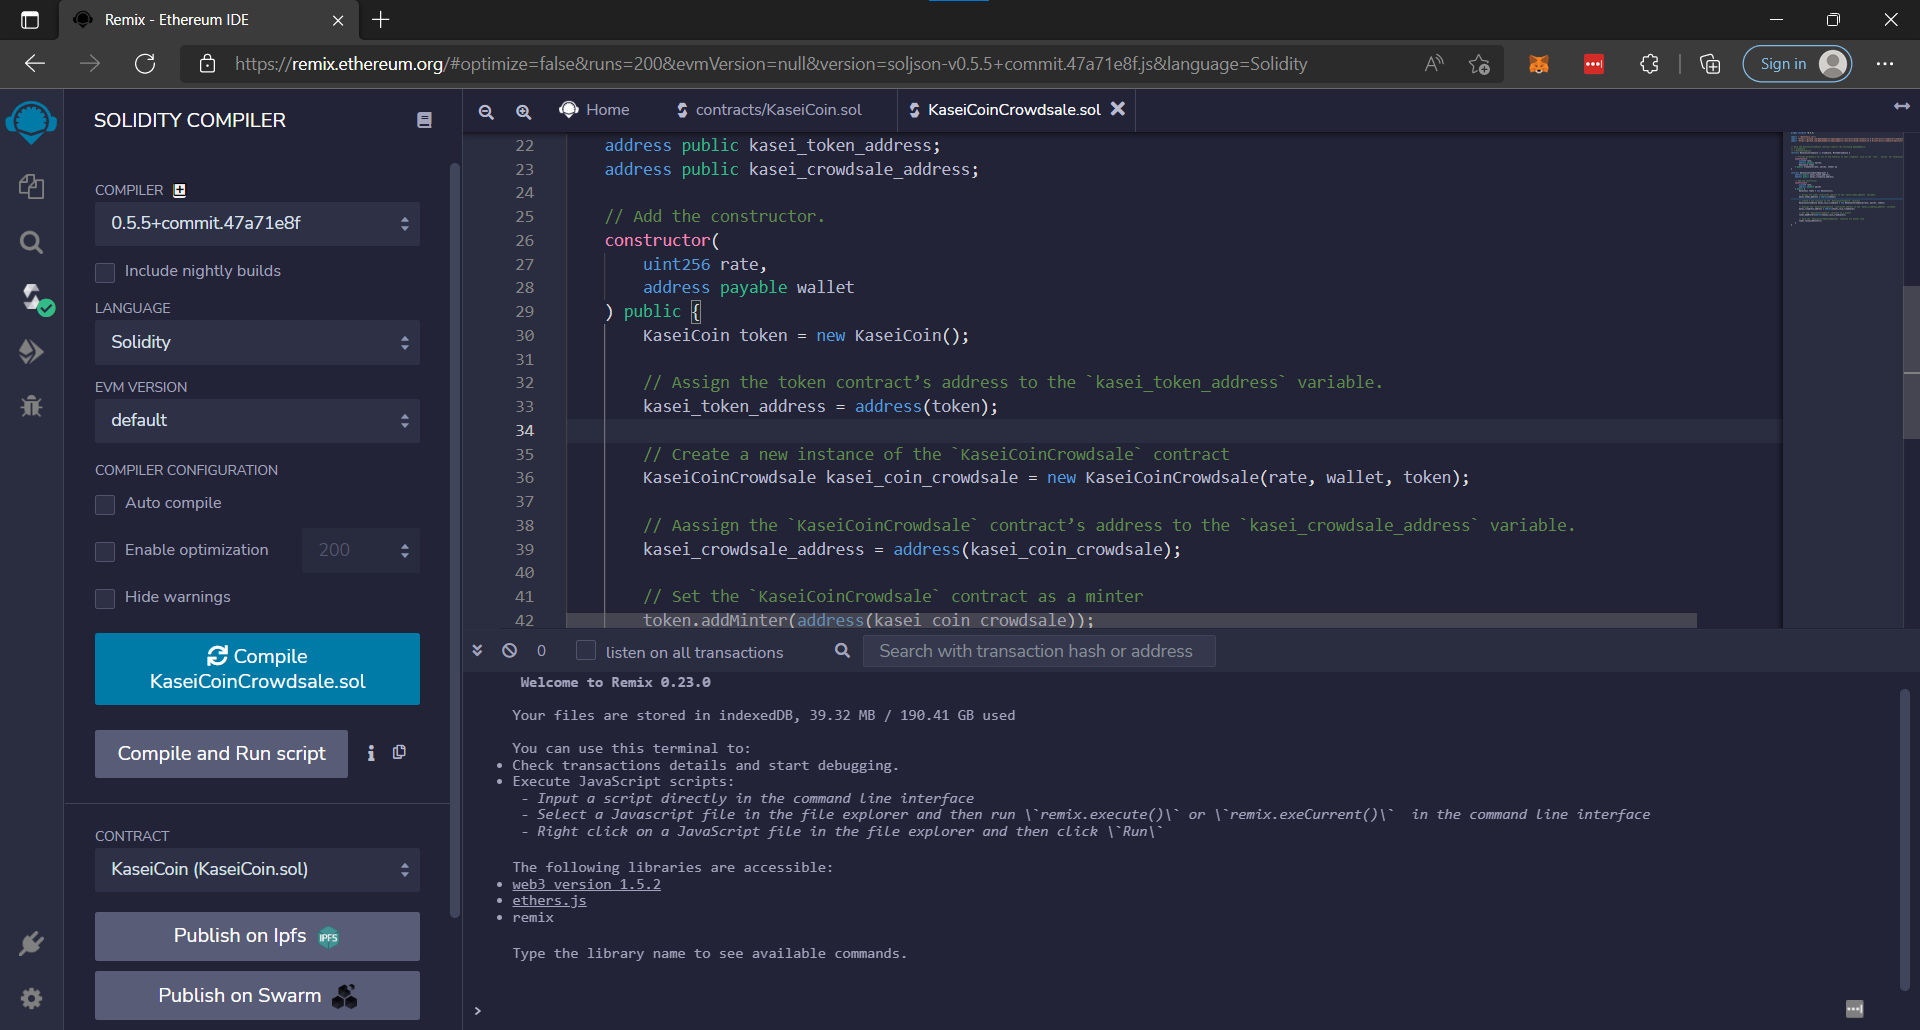 Remix - Ethereum IDE
https://remix.ethereum.org/#optimize=false&runs=200&evmVersion=null&version=soljson-v0.5.5+commit.47a71e8f.js&language=Solidity
Sign in
SOLIDITY COMPILER
COMPILER
0.5.5+commit.47a71e8f
Include nightly builds
LANGUAGE
Solidity
EVM VERSION
default
COMPILER CONFIGURATION
Auto compile
Enable optimization
200
Hide warnings
Compile
KaseiCoinCrowdsale.sol
Compile and Run script
CONTRACT
KaseiCoin (KaseiCoin.sol)
Publish on Ipfs
IPFS
Publish on Swarm
Home
contracts/KaseiCoin.sol
KaseiCoinCrowdsale.sol
22 address public kasei_token_address;
23 address public kasei_crowdsale_address;
24
25 // Add the constructor.
26 constructor(
27 uint256 rate,
28 address payable wallet
29 ) public {
30 KaseiCoin token = new KaseiCoin();
31
32 // Assign the token contract’s address to the `kasei_token_address` variable.
33 kasei_token_address = address(token);
34
35 // Create a new instance of the `KaseiCoinCrowdsale` contract
36 KaseiCoinCrowdsale kasei_coin_crowdsale = new KaseiCoinCrowdsale(rate, wallet, token);
37
38 // Aassign the `KaseiCoinCrowdsale` contract’s address to the `kasei_crowdsale_address` variable.
39 kasei_crowdsale_address = address(kasei_coin_crowdsale);
40
41 // Set the `KaseiCoinCrowdsale` contract as a minter
42 token.addMinter(address(kasei_coin_crowdsale));
0
listen on all transactions
Search with transaction hash or address
Welcome to Remix 0.23.0
Your files are stored in indexedDB, 39.32 MB / 190.41 GB used
You can use this terminal to:
• Check transactions details and start debugging.
• Execute JavaScript scripts:
- Input a script directly in the command line interface
- Select a Javascript file in the file explorer and then run \`remix.execute()\` or \`remix.exeCurrent()\` in the command line interface
- Right click on a JavaScript file in the file explorer and then click \`Run\`
The following libraries are accessible:
• web3 version 1.5.2
• ethers.js
• remix
Type the library name to see available commands.
>